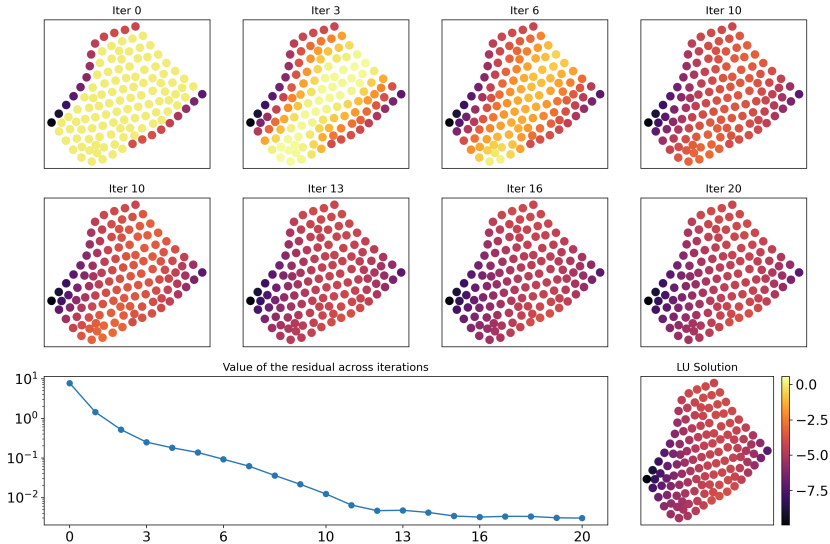 Iter 0
Iter 3
Iter 6
Iter 10
Iter 10
Iter 13
Iter 16
Iter 20
Value of the residual across iterations
10¹
10⁰
10⁻¹
10⁻²
0 3 6 10 13 16 20
LU Solution
0.0
−2.5
−5.0
−7.5